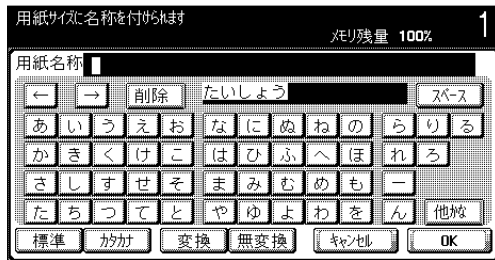 用紙サイズに名称を付けられます
メモリ残量 100% 1
用紙名称
← → 削除 たいしょう スペース
あ い う え お な に ぬ ね の ら り る
か き く け こ は ひ ふ へ ほ れ ろ
さ し す せ そ ま み む め も ー
た ち つ て と や ゆ よ わ を ん 他かな
標準 カタカナ 変換 無変換 キャンセル OK